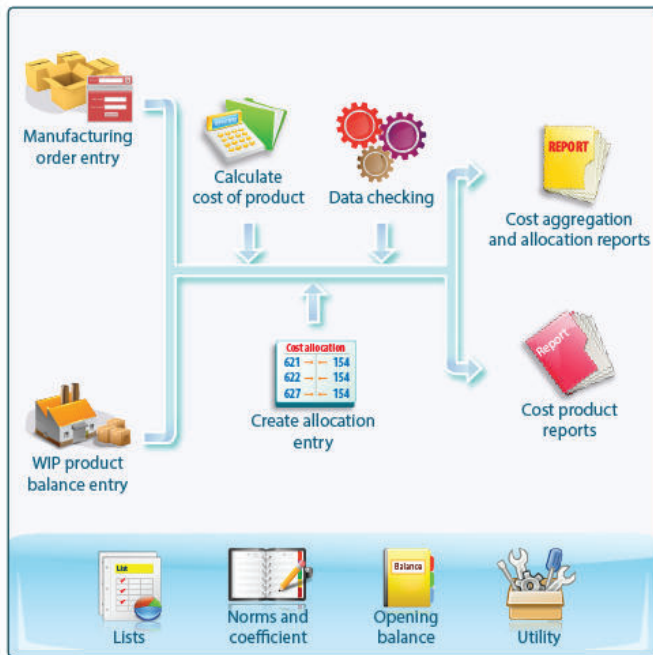 Manufacturing
order entry
Calculate
cost of product
Data checking
REPORT
Cost aggregation
and allocation reports
Cost allocation
621 → ← 154
622 → ← 154
627 → ← 154
Create allocation
entry
Report
Cost product
reports
WIP product
balance entry
List
Lists
Norms and
coefficient
Balance
Opening
balance
Utility